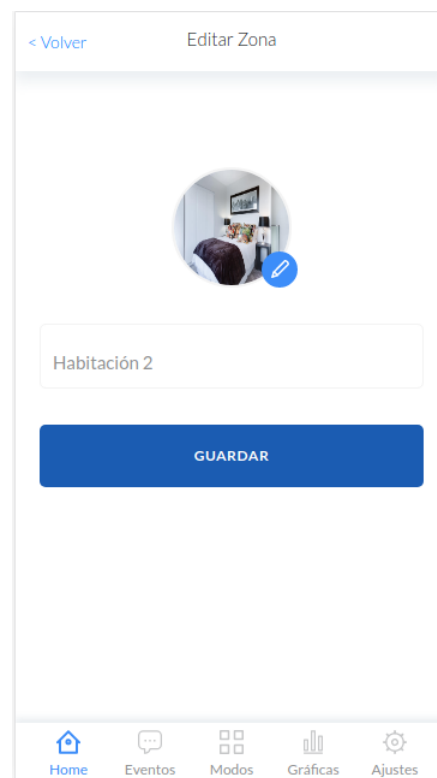 < Volver
Editar Zona
Habitación 2
GUARDAR
Home
Eventos
Modos
Gráficas
Ajustes